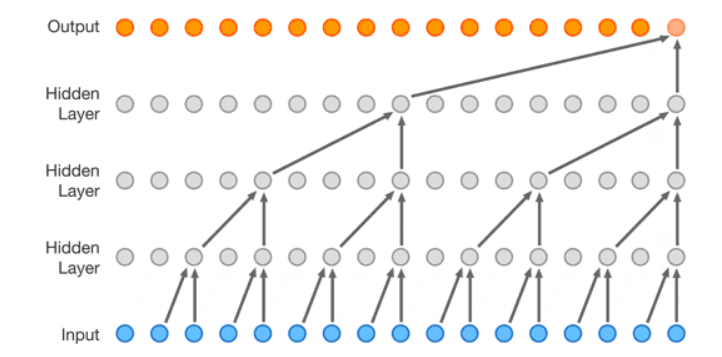 Output
Hidden
Layer
Hidden
Layer
Hidden
Layer
Input